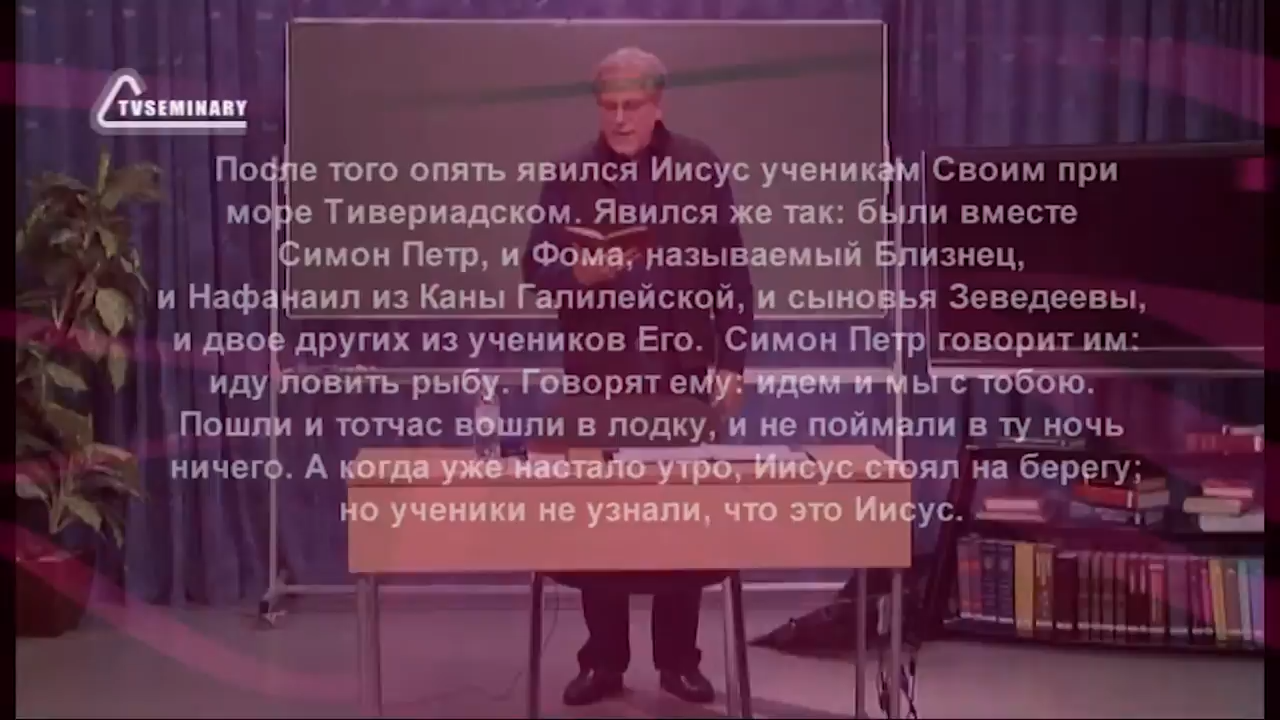 TVSEMINARY
После того опять явился Иисус ученикам Своим при
море Тивериадском. Явился же так: были вместе
Симон Петр, и Фома, называемый Близнец,
и Нафанаил из Каны Галилейской, и сыновья Зеведеевы,
и двое других из учеников Его. Симон Петр говорит им:
иду ловить рыбу. Говорят ему: идем и мы с тобою.
Пошли и тотчас вошли в лодку, и не поймали в ту ночь
ничего. А когда уже настало утро, Иисус стоял на берегу;
но ученики не узнали, что это Иисус.